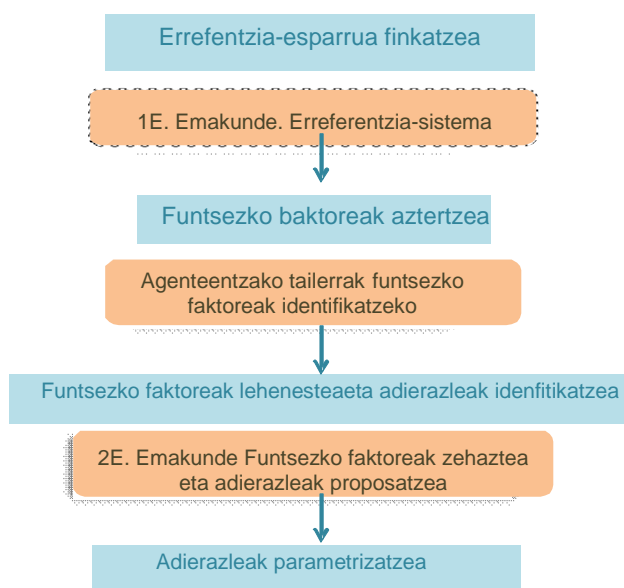 Errefentzia-esparrua finkatzea
1E. Emakunde. Erreferentzia-sistema
Funtsezko baktoreak aztertzea
Agenteentzako tailerrak funtsezko
faktoreak identifikatzeko
Funtsezko faktoreak lehenesteaeta adierazleak idenfitikatzea
2E. Emakunde Funtsezko faktoreak zehaztea
eta adierazleak proposatzea
Adierazleak parametrizatzea